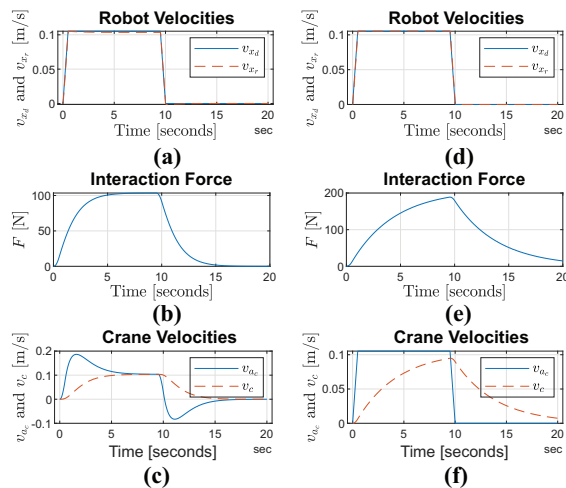 Robot Velocities
v_{x_d} and v_{x_r} [m/s]
0.1
0.05
0
v_{x_d}
v_{x_r}
0 5 10 15 20
Time [seconds]
sec
(a)
Interaction Force
F [N]
100
50
0
0 5 10 15 20
Time [seconds]
(b)
Crane Velocities
v_{a_c} and v_c [m/s]
0.2
0.1
0
-0.1
v_{a_c}
v_c
0 5 10 15 20
Time [seconds]
sec
(c)
Robot Velocities
v_{x_d} and v_{x_r} [m/s]
0.1
0.05
0
v_{x_d}
v_{x_r}
0 5 10 15 20
Time [seconds]
sec
(d)
Interaction Force
F [N]
200
100
0
0 5 10 15 20
Time [seconds]
(e)
Crane Velocities
v_{a_c} and v_c [m/s]
0.1
0.05
0
v_{a_c}
v_c
0 5 10 15 20
Time [seconds]
sec
(f)